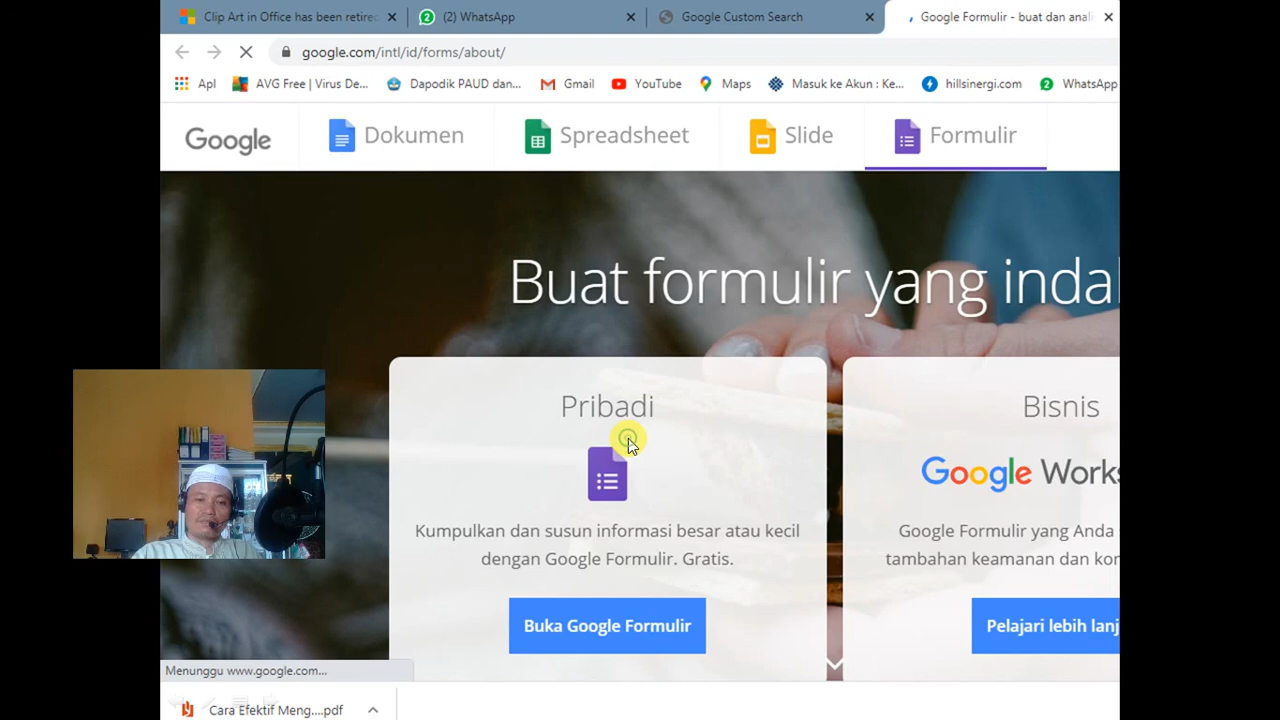 Clip Art in Office has been retire
(2) WhatsApp
Google Custom Search
Google Formulir - buat dan anali
google.com/intl/id/forms/about/
Apl
AVG Free | Virus De...
Dapodik PAUD dan...
Gmail
YouTube
Maps
Masuk ke Akun : Ke...
hillsinergi.com
WhatsApp
Google
Dokumen
Spreadsheet
Slide
Formulir
Buat formulir yang indah
Pribadi
Kumpulkan dan susun informasi besar atau kecil
dengan Google Formulir. Gratis.
Buka Google Formulir
Bisnis
Google Works
Google Formulir yang Anda
tambahan keamanan dan kon
Pelajari lebih lanj
Menunggu www.google.com...
Cara Efektif Meng....pdf